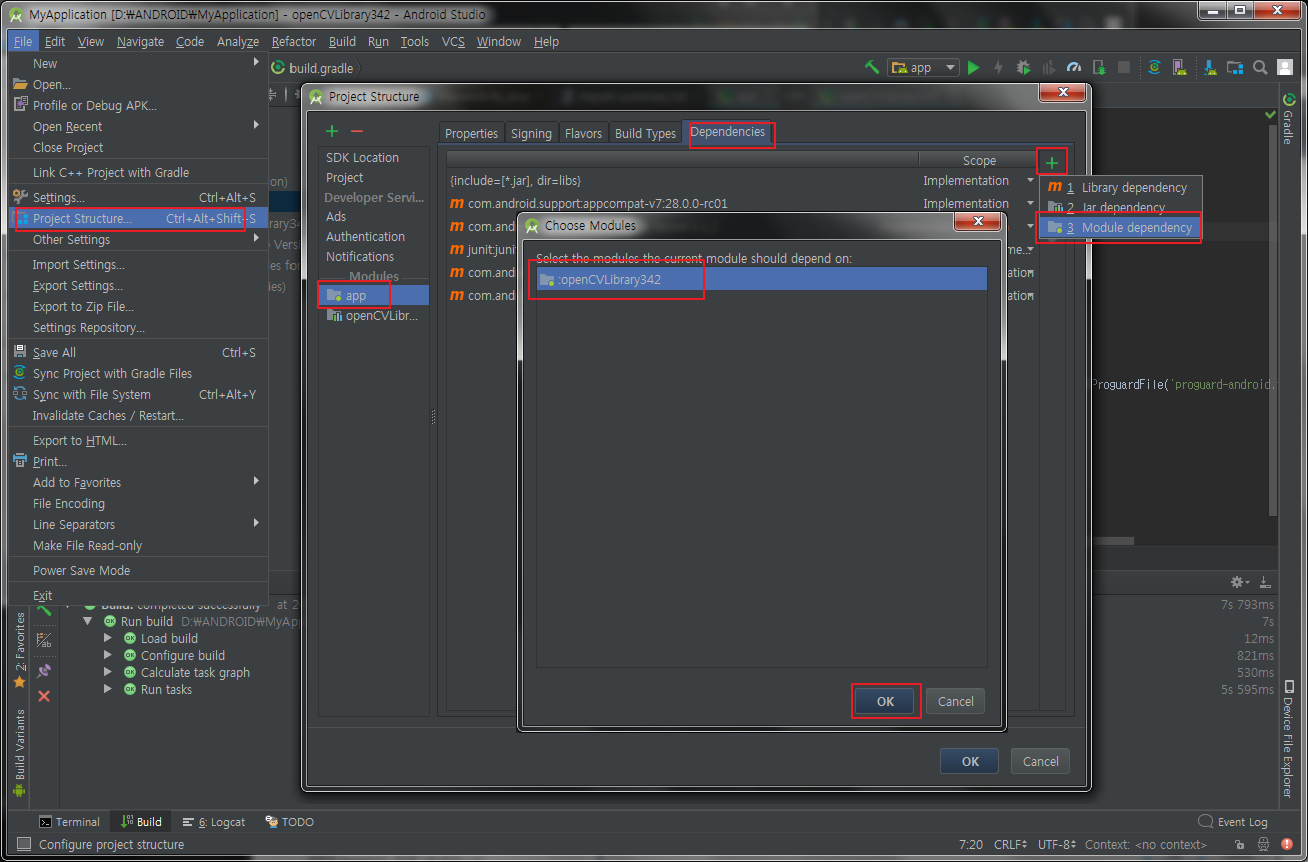 MyApplication [D:₩ANDROID₩MyApplication] - openCVLibrary342 - Android Studio
File Edit View Navigate Code Analyze Refactor Build Run Tools VCS Window Help
New
Open...
Profile or Debug APK...
Open Recent
Close Project
Link C++ Project with Gradle
Settings... Ctrl+Alt+S
Project Structure... Ctrl+Alt+Shift+S
Other Settings
Import Settings...
Export Settings...
Export to Zip File...
Settings Repository...
Save All Ctrl+S
Sync Project with Gradle Files
Sync with File System Ctrl+Alt+Y
Invalidate Caches / Restart...
Export to HTML...
Print...
Add to Favorites
File Encoding
Line Separators
Make File Read-only
Power Save Mode
Exit
build.gradle
app
Project Structure
SDK Location
Project
Developer Servi...
Ads
Authentication
Notifications
Modules
app
openCVLibr...
Properties Signing Flavors Build Types Dependencies
Scope
{include=[*.jar], dir=libs} Implementation
m com.android.support:appcompat-v7:28.0.0-rc01 Implementation
m com.and
m junit:junit
m com.and
m com.and
1 Library dependency
2 Jar dependency
3 Module dependency
Choose Modules
Select the modules the current module should depend on:
:openCVLibrary342
OK Cancel
OK Cancel
ProguardFile('proguard-android.
Build: completed successfully at 2
7s 793ms
Run build D:₩ANDROID₩MyAp
7s
Load build
12ms
Configure build
821ms
Calculate task graph
530ms
Run tasks
5s 595ms
2: Favorites
Build Variants
Gradle
Device File Explorer
Terminal Build 6: Logcat TODO
Event Log
Configure project structure
7:20 CRLF UTF-8 Context: <no context>